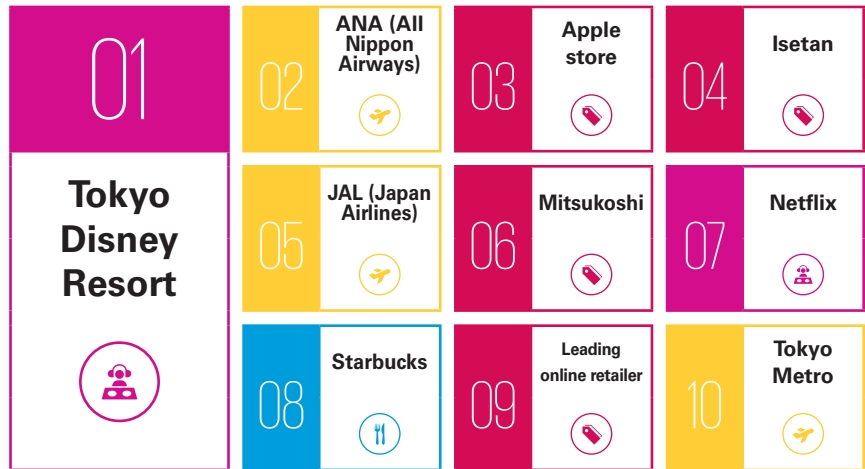 01
Tokyo
Disney
Resort
02
ANA (All
Nippon
Airways)
03
Apple
store
04
Isetan
05
JAL (Japan
Airlines)
06
Mitsukoshi
07
Netflix
08
Starbucks
09
Leading
online retailer
10
Tokyo
Metro